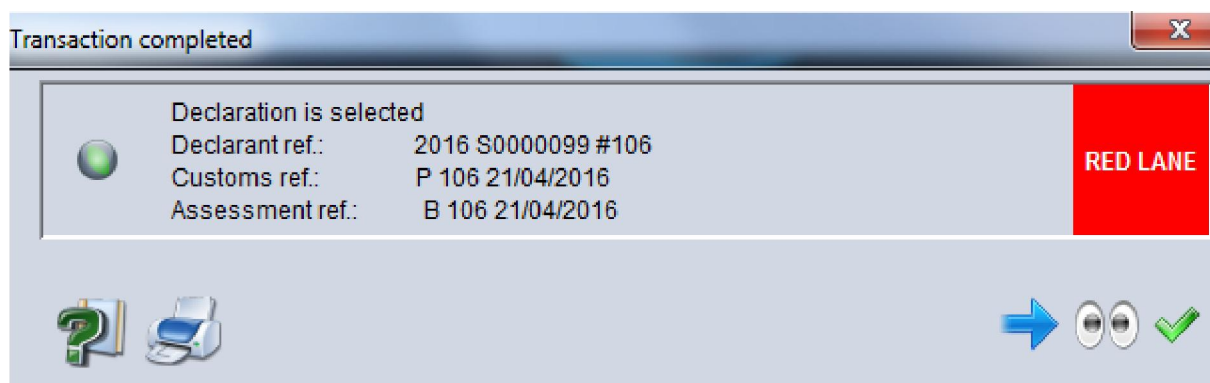 Transaction completed
Declaration is selected
Declarant ref.: 2016 S0000099 #106
Customs ref.: P 106 21/04/2016
Assessment ref.: B 106 21/04/2016
RED LANE